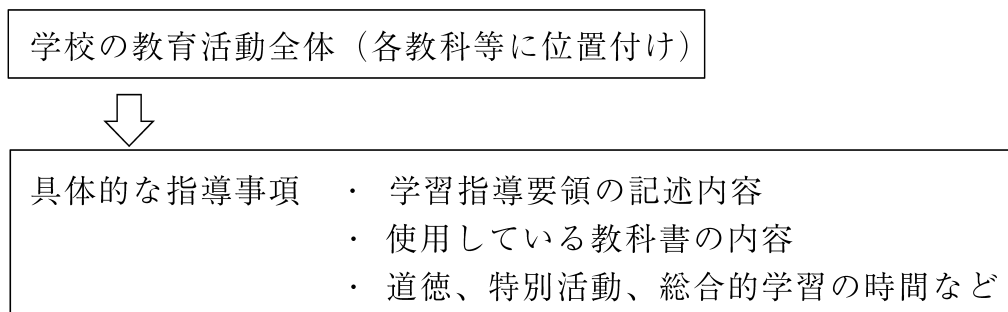 学校の教育活動全体（各教科等に位置付け）
具体的な指導事項 ・ 学習指導要領の記述内容
・ 使用している教科書の内容
・ 道徳、特別活動、総合的学習の時間など